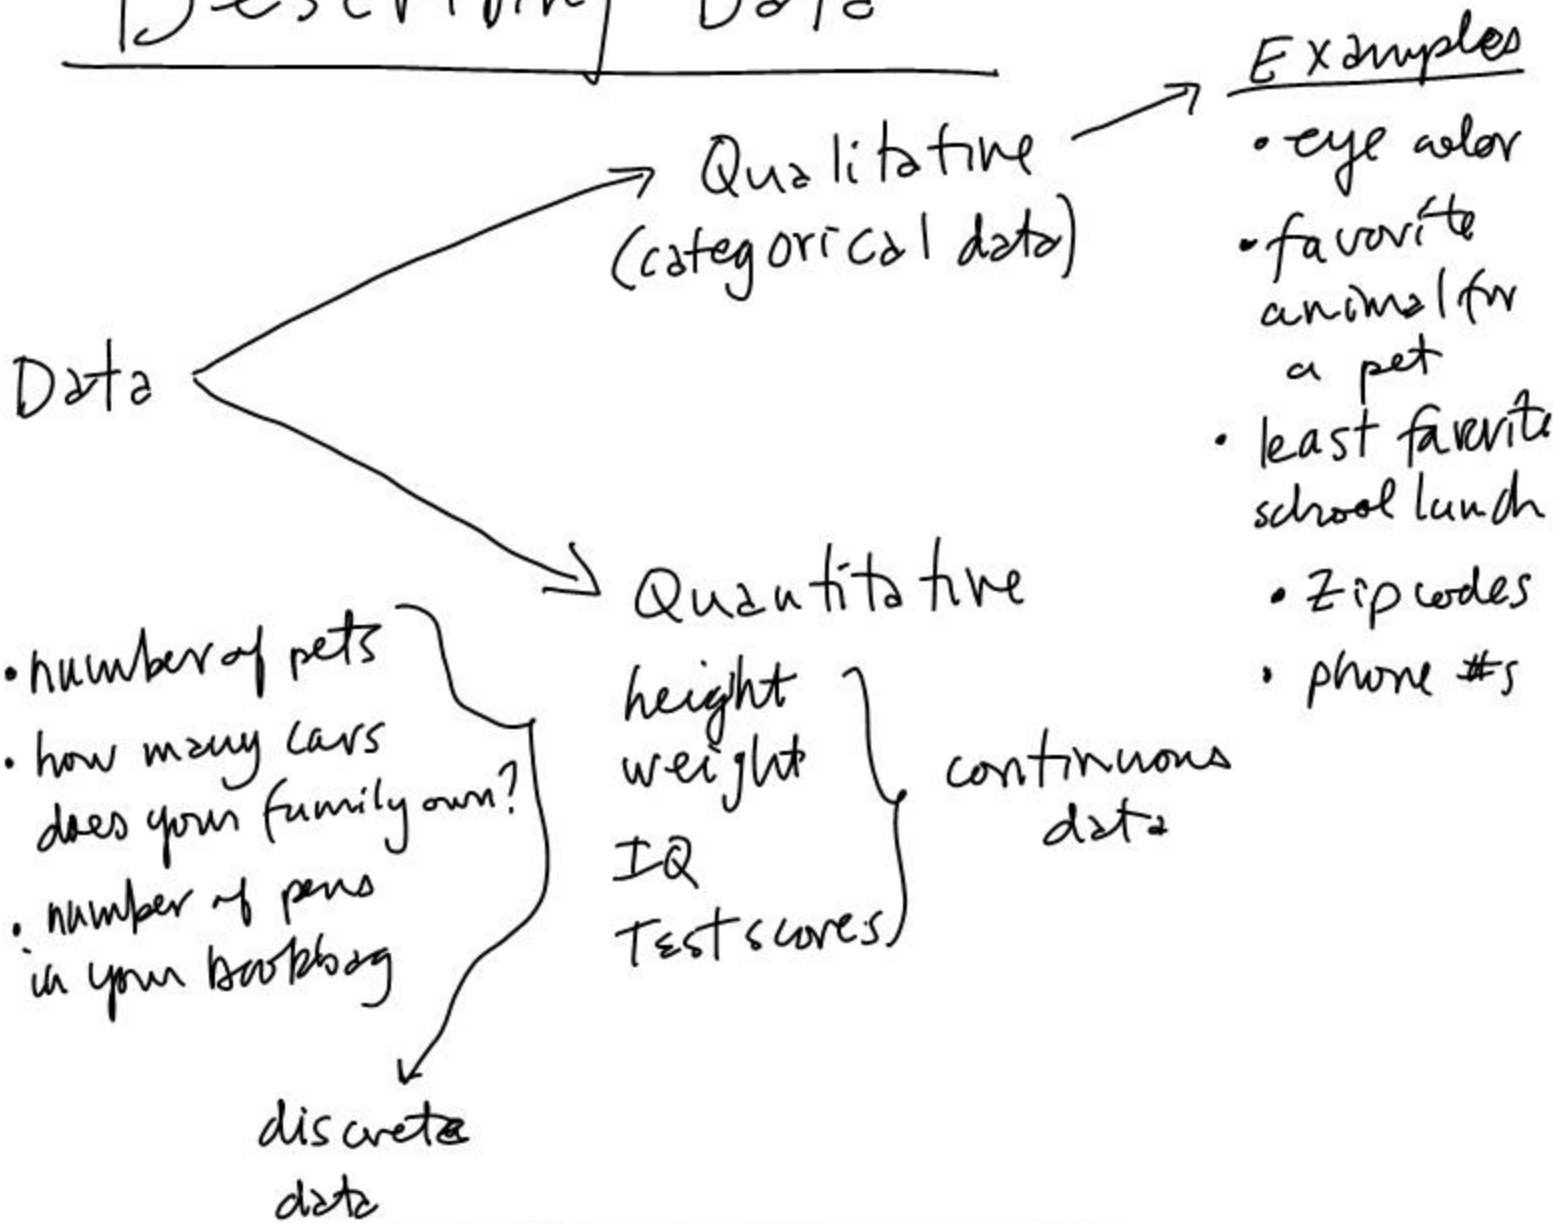 Describing Data
Examples
Qualitative
(categorical data)
• eye color
• favorite
animal for
a pet
• least favorite
school lunch
• Zip codes
• phone #s
Data
Quantitative
height
weight
IQ
Test scores
continuous
data
• number of pets
• how many cars
does your family own?
• number of pens
in your bookbag
discrete
data